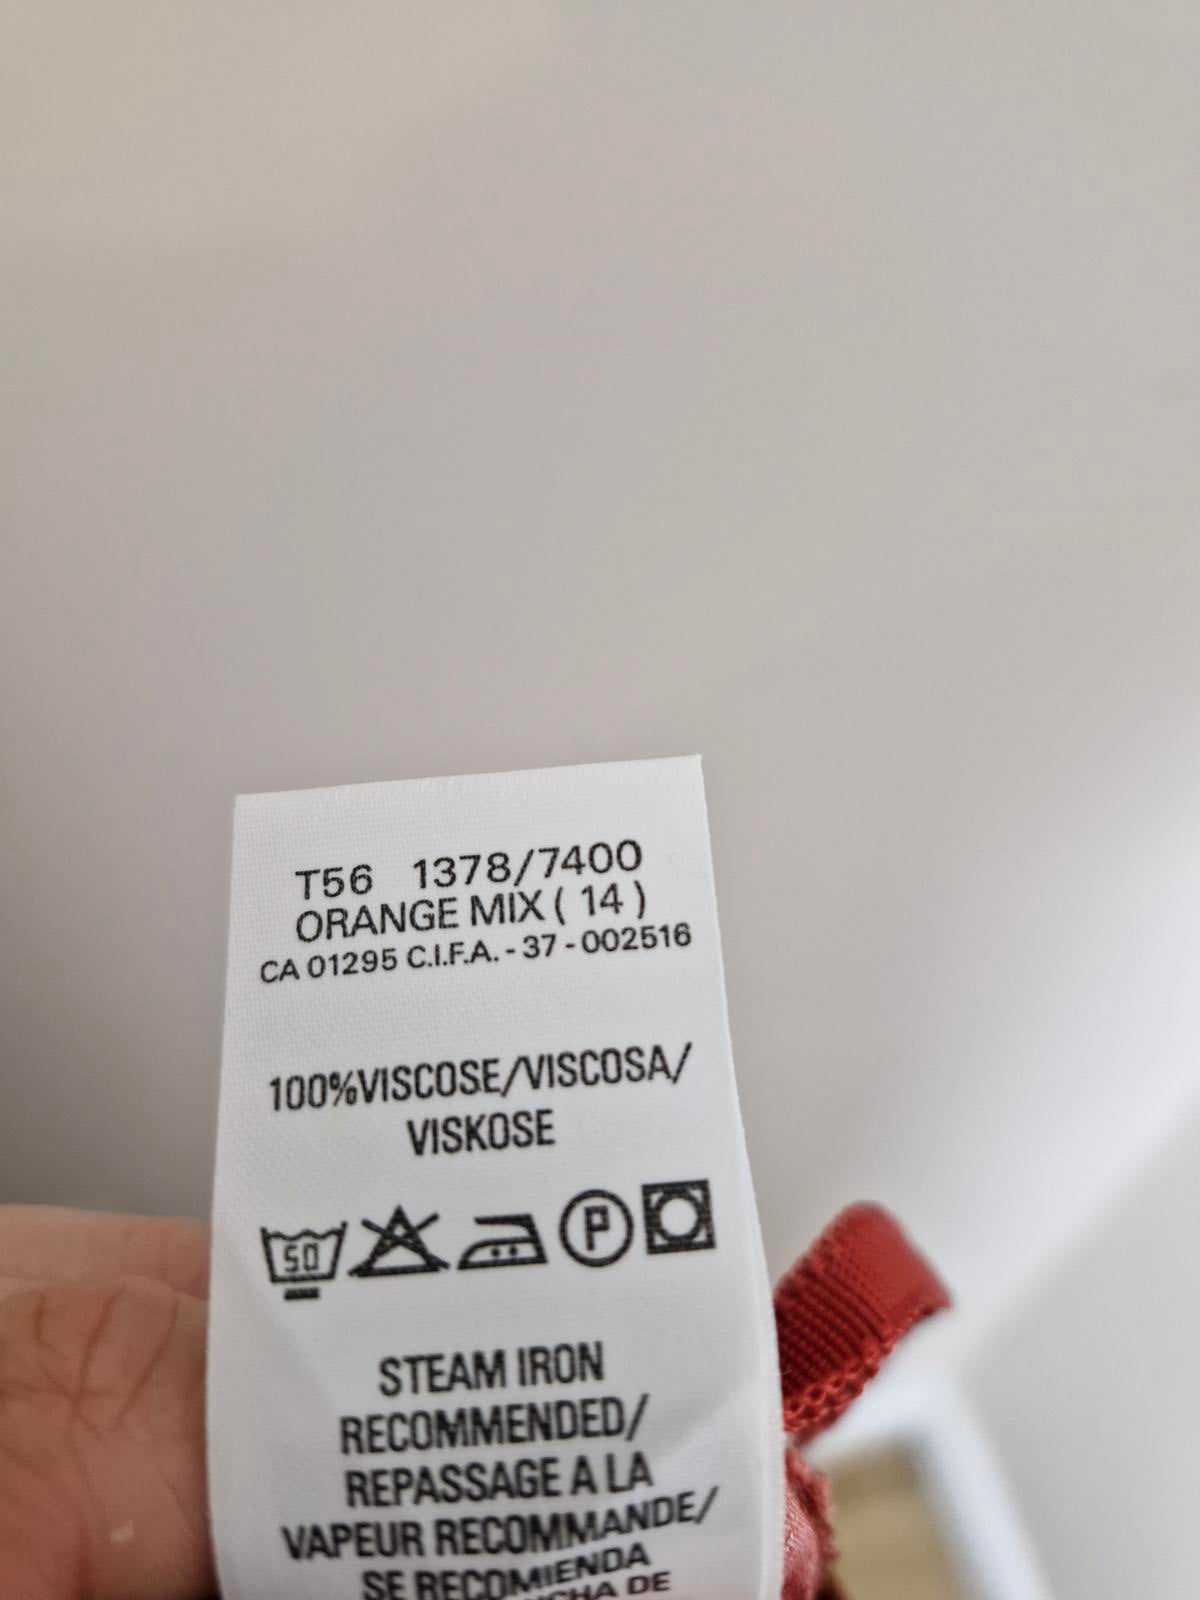 T56 1378/7400
ORANGE MIX ( 14 )
CA 01295 C.I.F.A. - 37 - 002516
100%VISCOSE/VISCOSA/
VISKOSE
50 P
STEAM IRON
RECOMMENDED/
REPASSAGE A LA
VAPEUR RECOMMANDE/
SE RECOMIENDA
DE